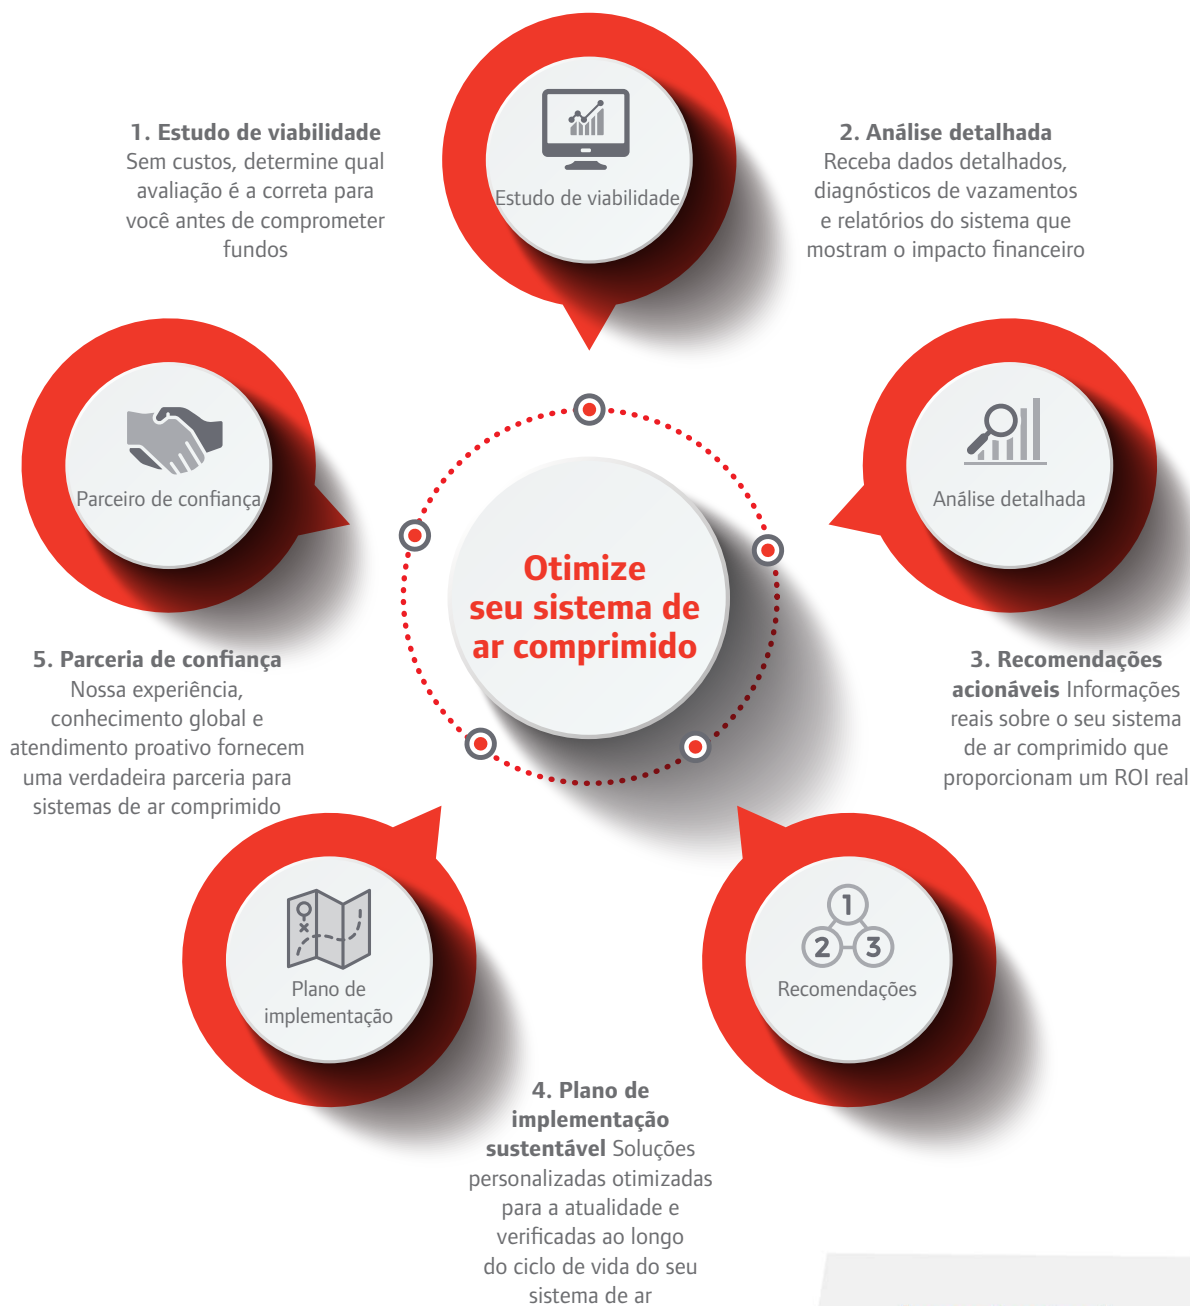 1. Estudo de viabilidade
Sem custos, determine qual
avaliação é a correta para
você antes de comprometer
fundos
Estudo de viabilidade
2. Análise detalhada
Receba dados detalhados,
diagnósticos de vazamentos
e relatórios do sistema que
mostram o impacto financeiro
Parceiro de confiança
Análise detalhada
Otimize
seu sistema de
ar comprimido
5. Parceria de confiança
Nossa experiência,
conhecimento global e
atendimento proativo fornecem
uma verdadeira parceria para
sistemas de ar comprimido
3. Recomendações
acionáveis Informações
reais sobre o seu sistema
de ar comprimido que
proporcionam um ROI real
Plano de
implementação
1
2 3
Recomendações
4. Plano de
implementação
sustentável Soluções
personalizadas otimizadas
para a atualidade e
verificadas ao longo
do ciclo de vida do seu
sistema de ar